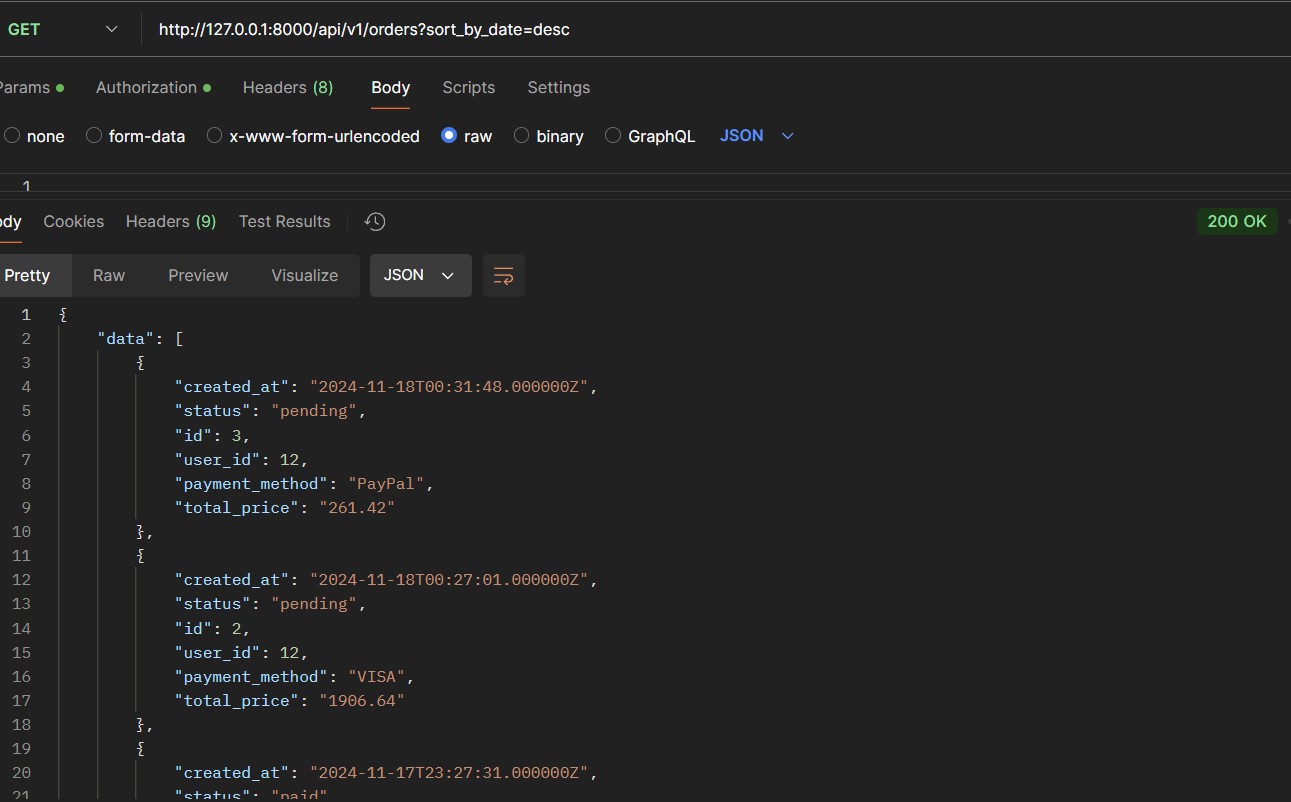 GET http://127.0.0.1:8000/api/v1/orders?sort_by_date=desc
Params Authorization Headers (8) Body Scripts Settings
none form-data x-www-form-urlencoded raw binary GraphQL JSON
1
ody Cookies Headers (9) Test Results 200 OK
Pretty Raw Preview Visualize JSON
1 {
2 "data": [
3 {
4 "created_at": "2024-11-18T00:31:48.000000Z",
5 "status": "pending",
6 "id": 3,
7 "user_id": 12,
8 "payment_method": "PayPal",
9 "total_price": "261.42"
10 },
11 {
12 "created_at": "2024-11-18T00:27:01.000000Z",
13 "status": "pending",
14 "id": 2,
15 "user_id": 12,
16 "payment_method": "VISA",
17 "total_price": "1906.64"
18 },
19 {
20 "created_at": "2024-11-17T23:27:31.000000Z",
21 "status": "paid"